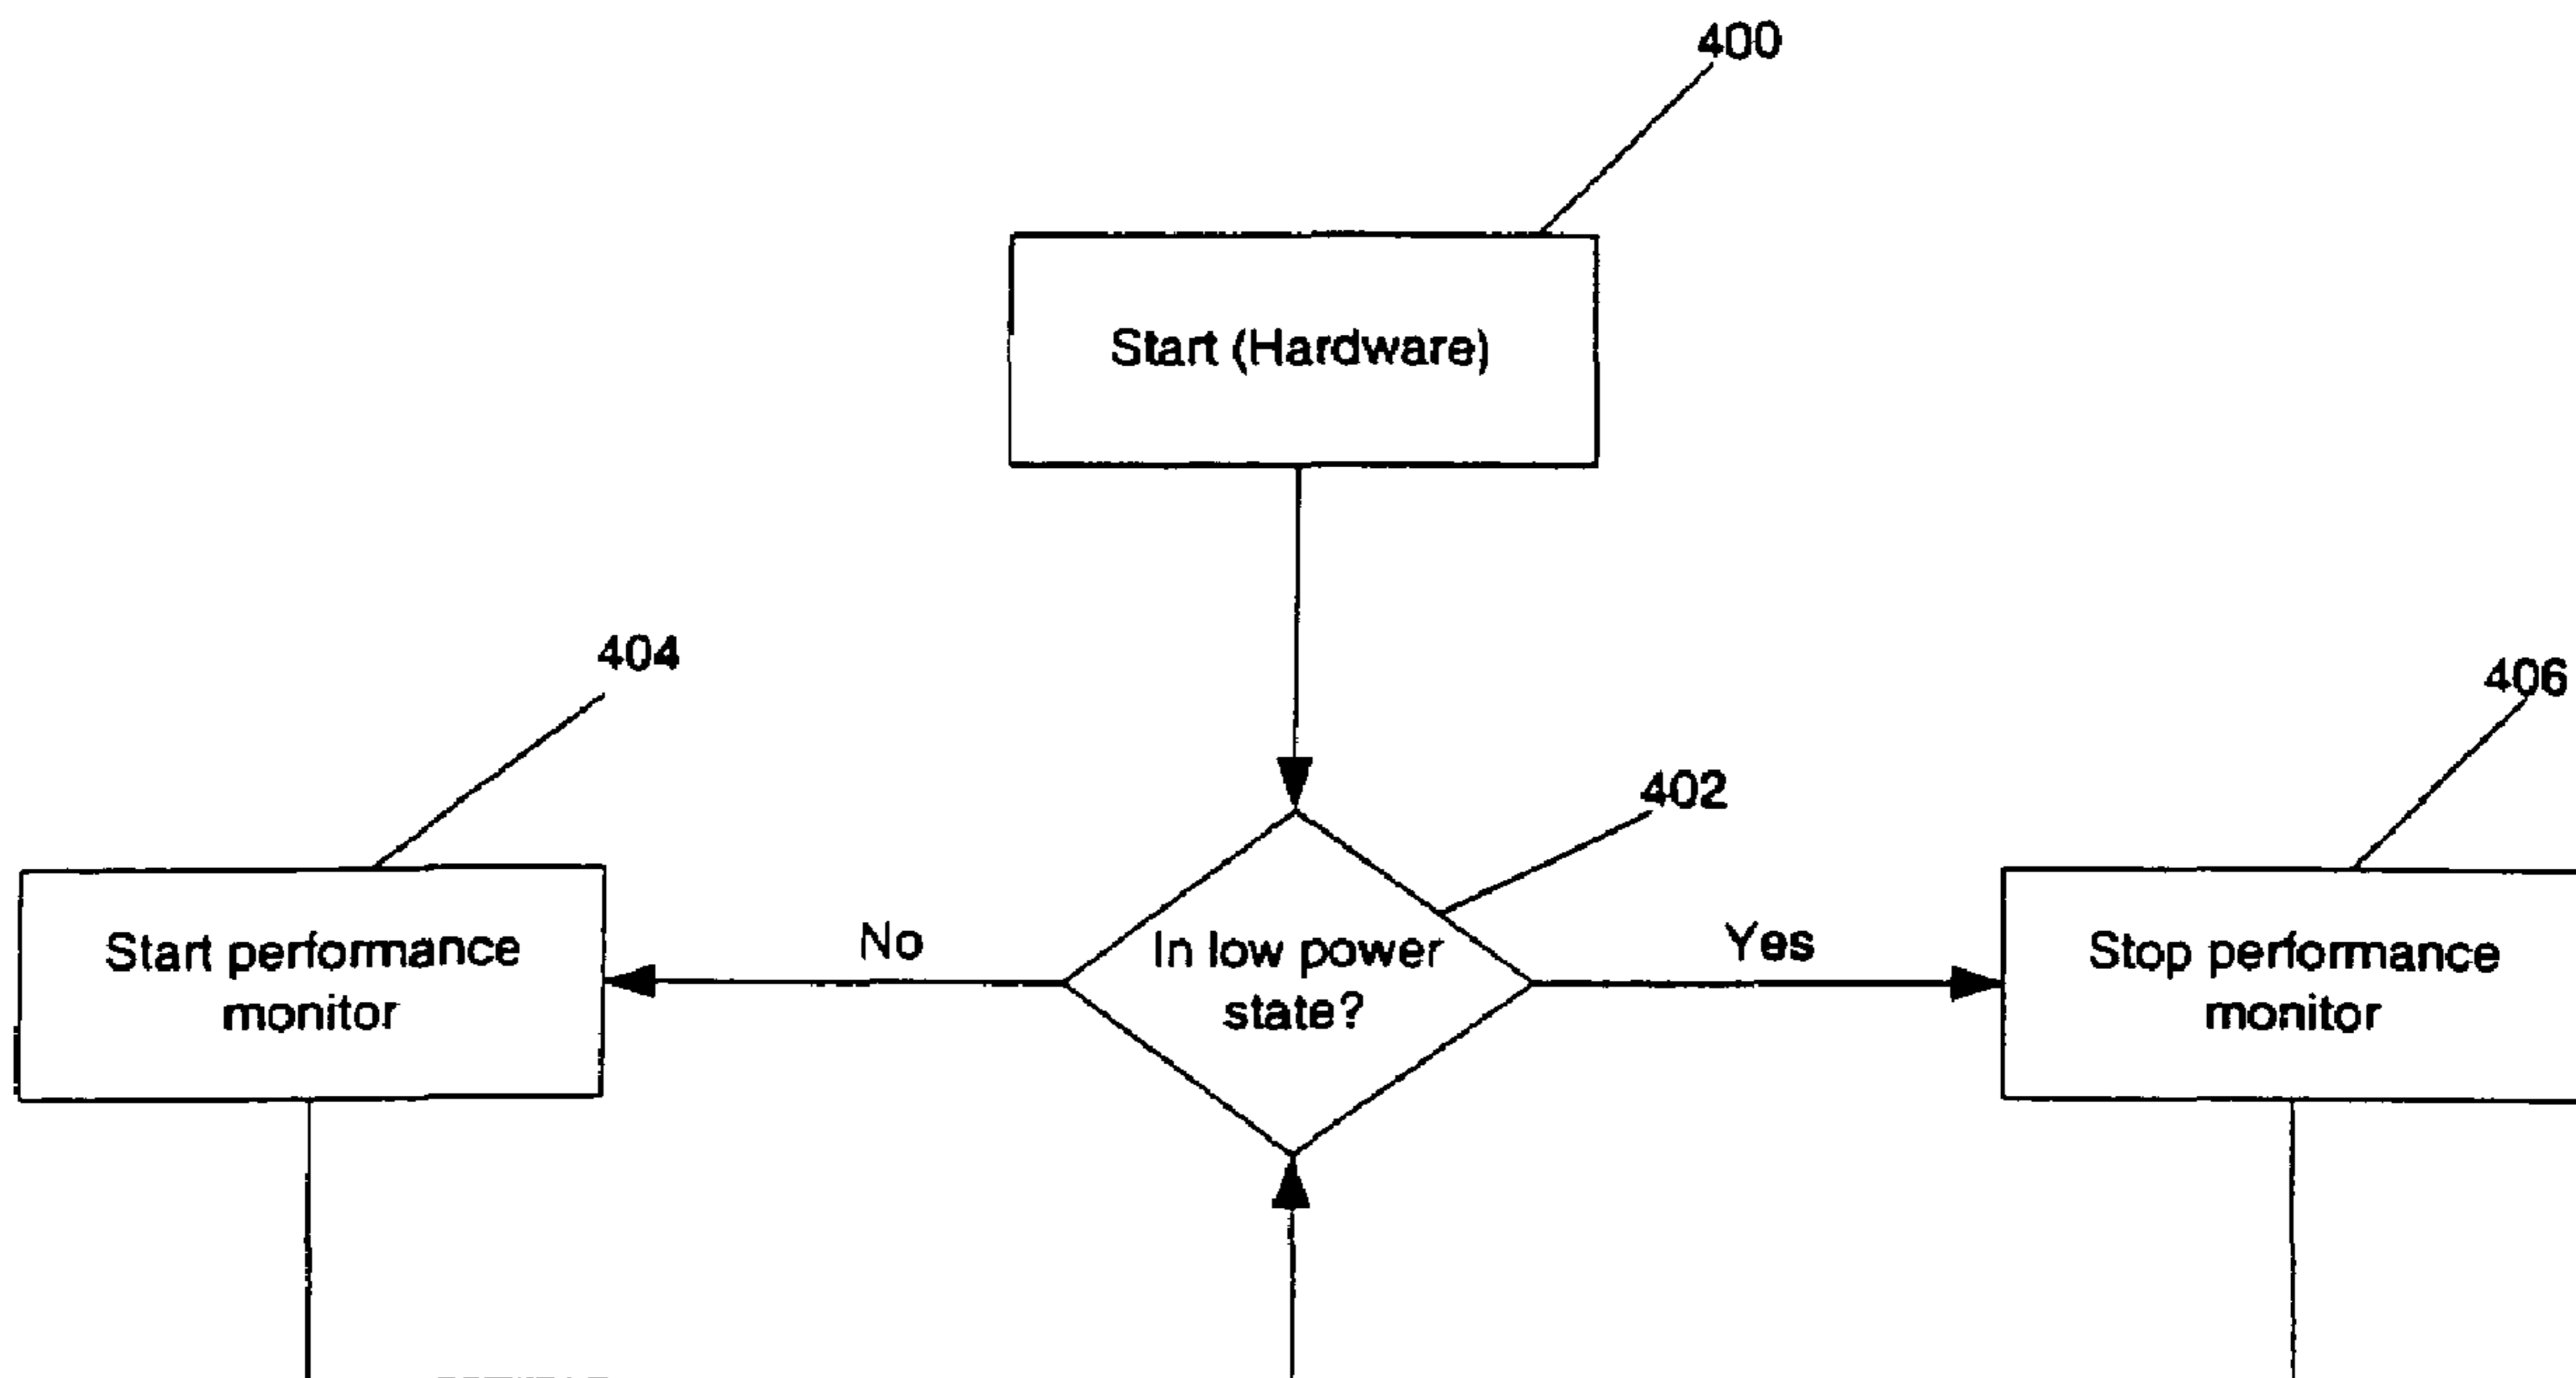 400
Start (Hardware)
404
406
402
No
Yes
Start performance
monitor
In low power
state?
Stop performance
monitor